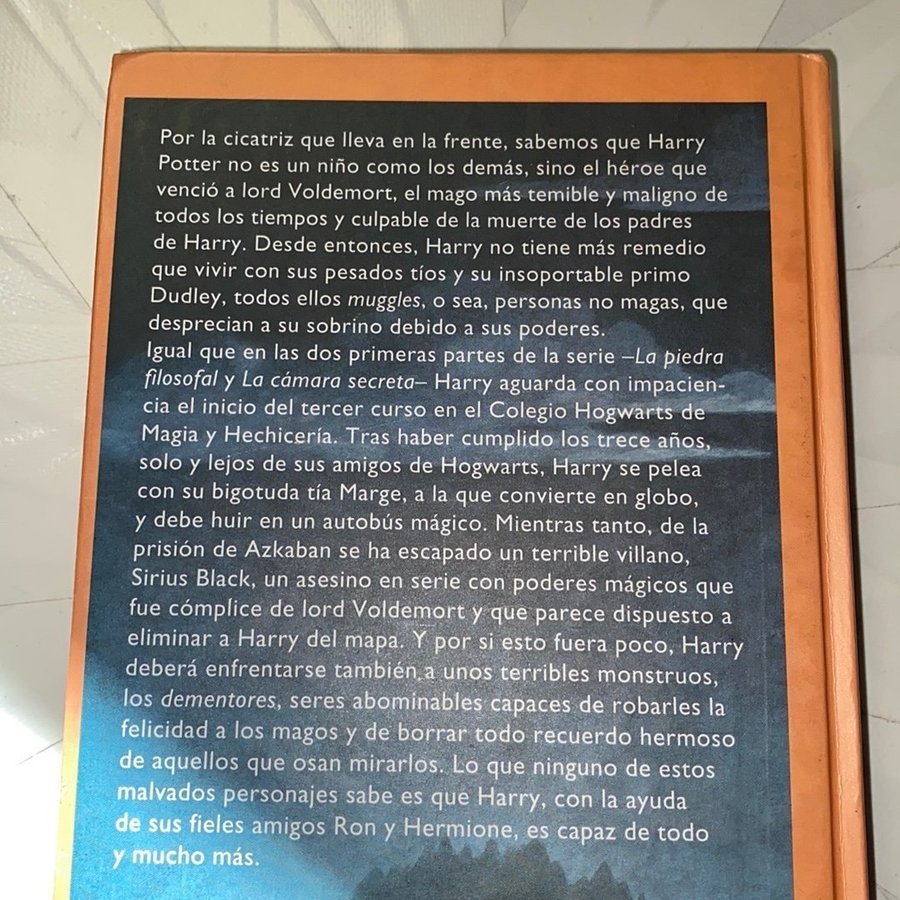 Por la cicatriz que lleva en la frente, sabemos que Harry
Potter no es un niño como los demás, sino el héroe que
venció a lord Voldemort, el mago más temible y maligno de
todos los tiempos y culpable de la muerte de los padres
de Harry. Desde entonces, Harry no tiene más remedio
que vivir con sus pesados tíos y su insoportable primo
Dudley, todos ellos muggles, o sea, personas no magas, que
desprecian a su sobrino debido a sus poderes.
Igual que en las dos primeras partes de la serie –La piedra
filosofal y La cámara secreta– Harry aguarda con impacien-
cia el inicio del tercer curso en el Colegio Hogwarts de
Magia y Hechicería. Tras haber cumplido los trece años,
solo y lejos de sus amigos de Hogwarts, Harry se pelea
con su bigotuda tía Marge, a la que convierte en globo,
y debe huir en un autobús mágico. Mientras tanto, de la
prisión de Azkaban se ha escapado un terrible villano,
Sirius Black, un asesino en serie con poderes mágicos que
fue cómplice de lord Voldemort y que parece dispuesto a
eliminar a Harry del mapa. Y por si esto fuera poco, Harry
deberá enfrentarse también a unos terribles monstruos,
los dementores, seres abominables capaces de robarles la
felicidad a los magos y de borrar todo recuerdo hermoso
de aquellos que osan mirarlos. Lo que ninguno de estos
malvados personajes sabe es que Harry, con la ayuda
de sus fieles amigos Ron y Hermione, es capaz de todo
y mucho más.